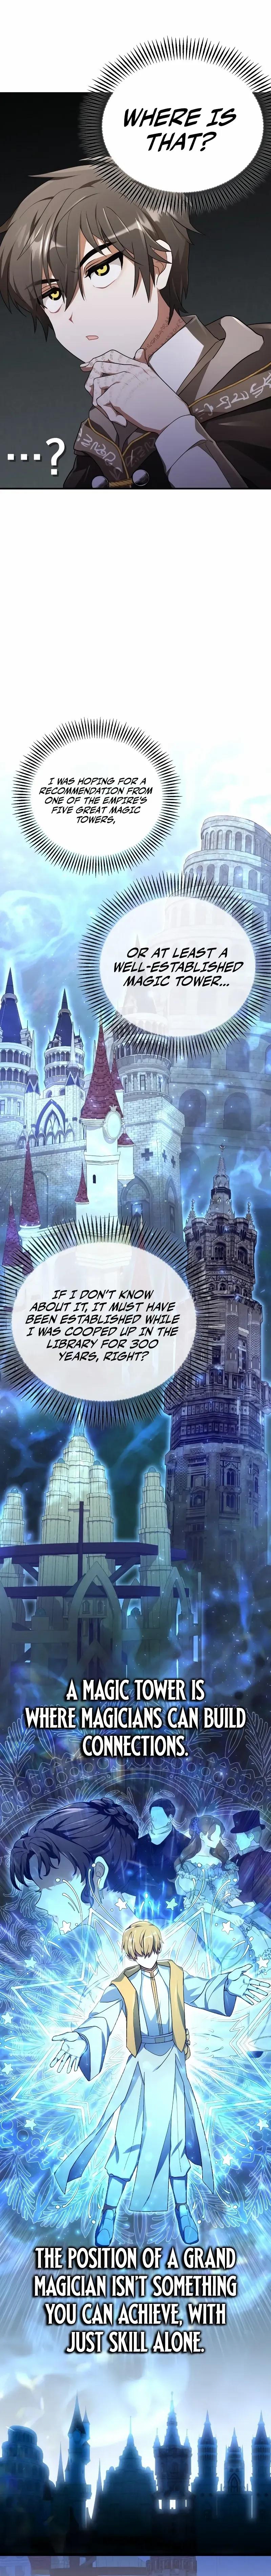 WHERE IS
THAT?
...?
I WAS HOPING FOR A
RECOMMENDATION FROM
ONE OF THE EMPIRE'S
FIVE GREAT MAGIC
TOWERS,
OR AT LEAST A
WELL-ESTABLISHED
MAGIC TOWER...
IF I DON'T KNOW
ABOUT IT, IT MUST HAVE
BEEN ESTABLISHED WHILE
I WAS COOPED UP IN THE
LIBRARY FOR 300
YEARS, RIGHT?
A MAGIC TOWER IS
WHERE MAGICIANS CAN BUILD
CONNECTIONS.
THE POSITION OF A GRAND
MAGICIAN ISN'T SOMETHING
YOU CAN ACHIEVE, WITH
JUST SKILL ALONE.